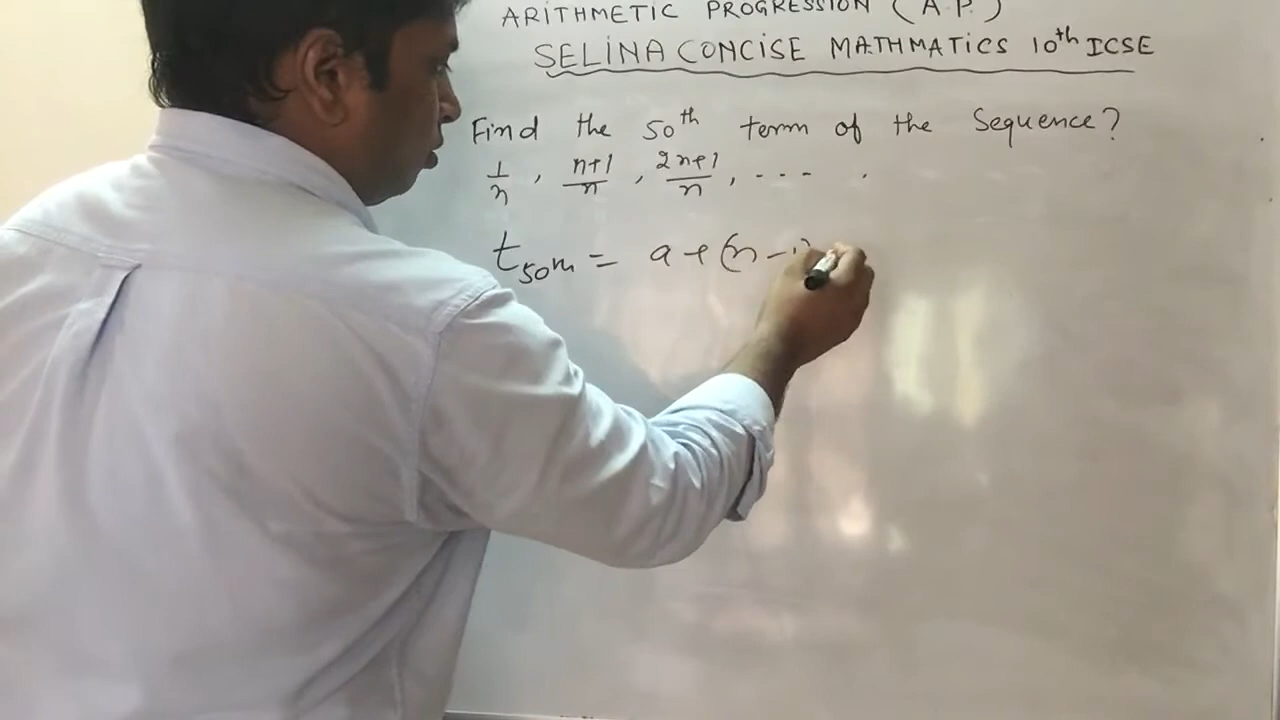 ARITHMETIC PROGRESSION (A.P.)
SELINA CONCISE MATHMATICS 10th ICSE
Find the 50th term of the Sequence?
1/n , n+1/n , 2n+1/n , - - - .
t50th = a + (n-1)